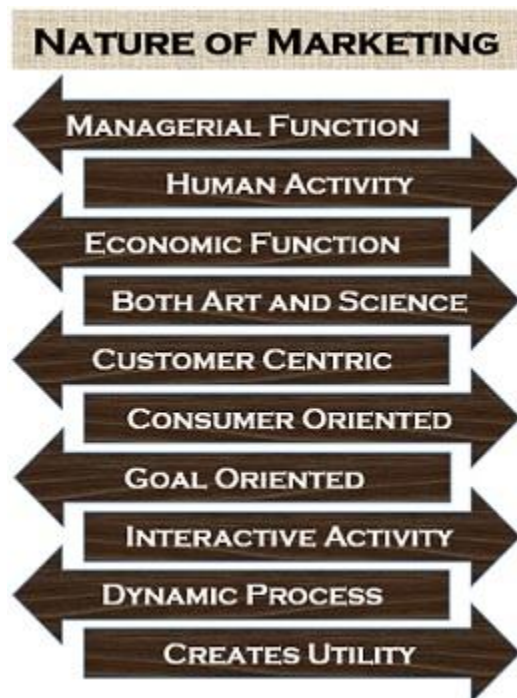 NATURE OF MARKETING
MANAGERIAL FUNCTION
HUMAN ACTIVITY
ECONOMIC FUNCTION
BOTH ART AND SCIENCE
CUSTOMER CENTRIC
CONSUMER ORIENTED
GOAL ORIENTED
INTERACTIVE ACTIVITY
DYNAMIC PROCESS
CREATES UTILITY